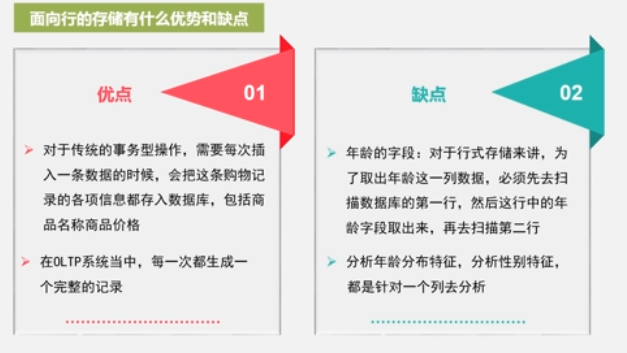 面向行的存储有什么优势和缺点
优点
01
对于传统的事务型操作，需要每次插
入一条数据的时候，会把这条购物记
录的各项信息都存入数据库，包括商
品名称商品价格
在OLTP系统当中，每一次都生成一
个完整的记录
缺点
02
年龄的字段：对于行式存储来讲，为
了取出年龄这一列数据，必须先去扫
描数据库的第一行，然后这行中的年
龄字段取出来，再去扫描第二行
分析年龄分布特征，分析性别特征，
都是针对一个列去分析